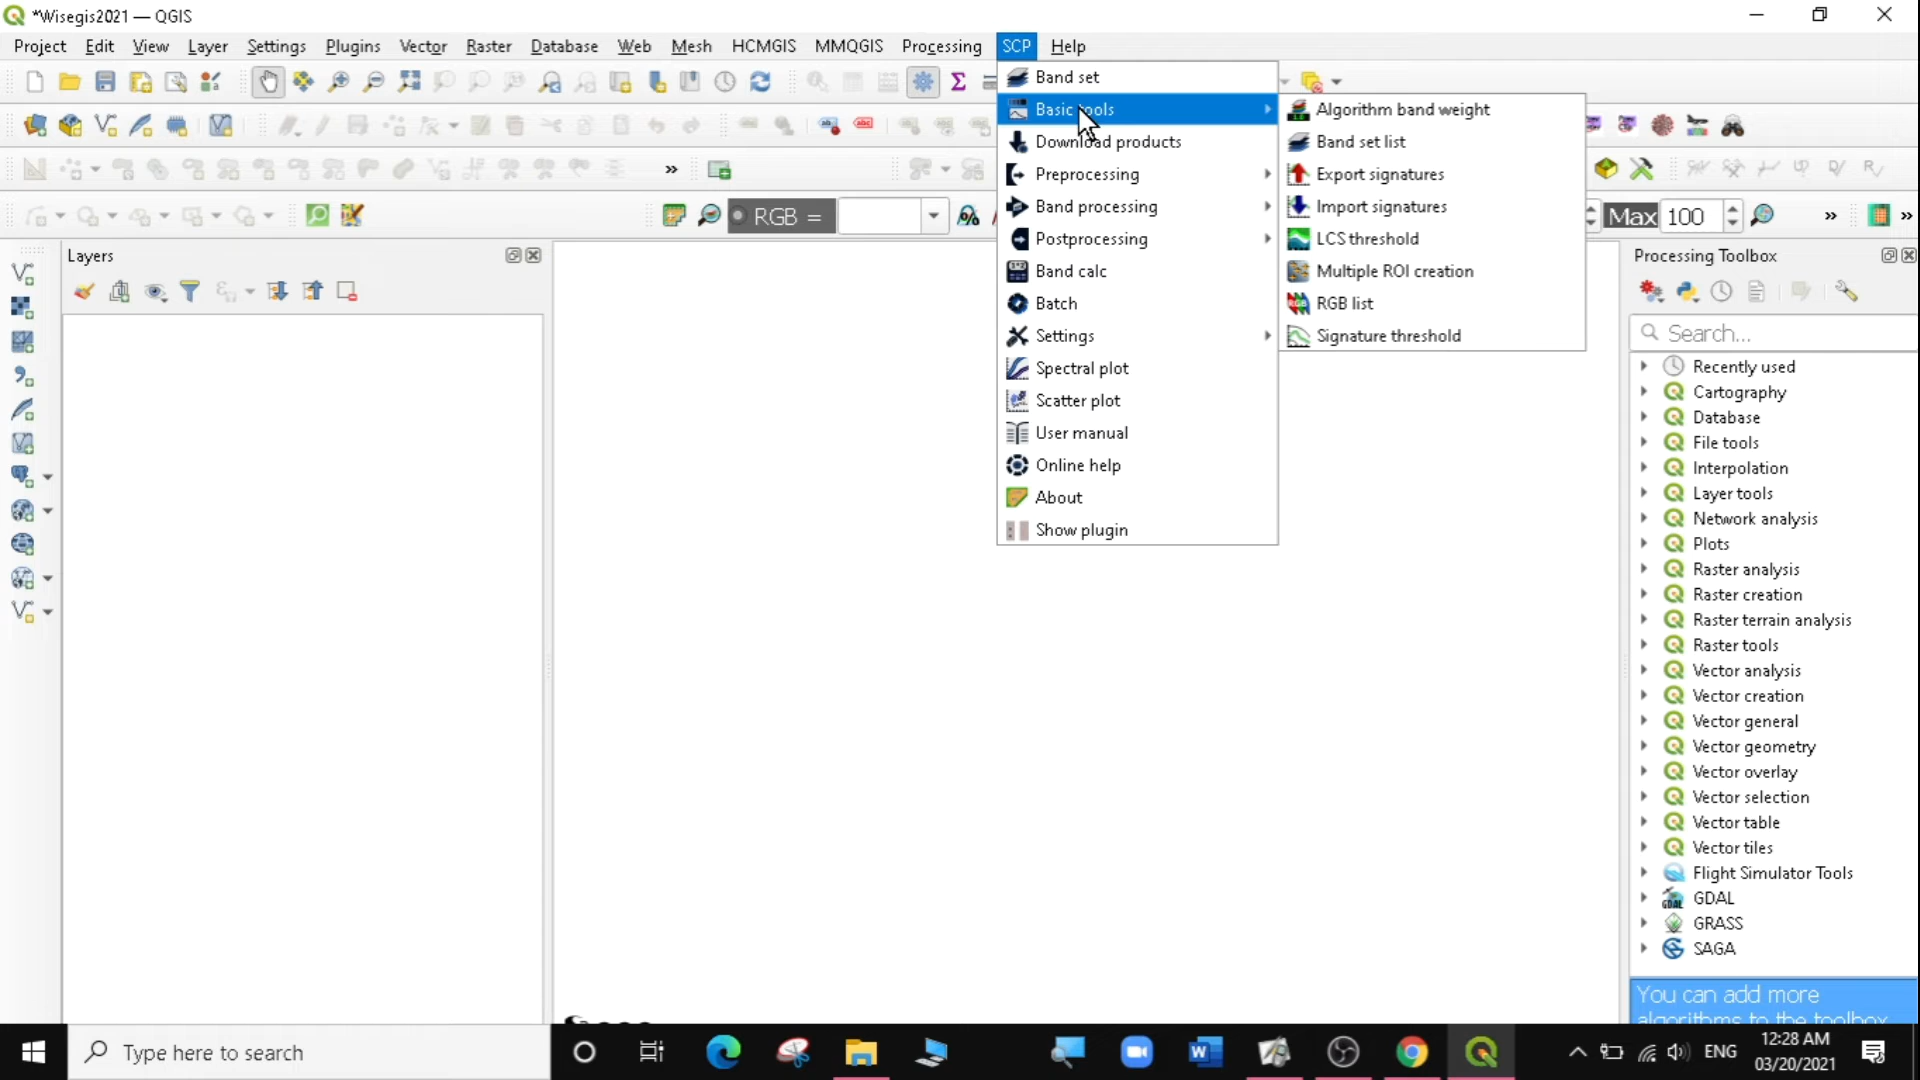 *Wisegis2021 — QGIS
Project Edit View Layer Settings Plugins Vector Raster Database Web Mesh HCMGIS MMQGIS Processing SCP Help
Band set
Basic tools
Download products
Preprocessing
Band processing
Postprocessing
Band calc
Batch
Settings
Spectral plot
Scatter plot
User manual
Online help
About
Show plugin
Algorithm band weight
Band set list
Export signatures
Import signatures
LCS threshold
Multiple ROI creation
RGB list
Signature threshold
RGB =
Max 100
Layers
Processing Toolbox
Search...
Recently used
Cartography
Database
File tools
Interpolation
Layer tools
Network analysis
Plots
Raster analysis
Raster creation
Raster terrain analysis
Raster tools
Vector analysis
Vector creation
Vector general
Vector geometry
Vector overlay
Vector selection
Vector table
Vector tiles
Flight Simulator Tools
GDAL
GRASS
SAGA
You can add more
algorithms to the toolbox
Type here to search
ENG
12:28 AM
03/20/2021